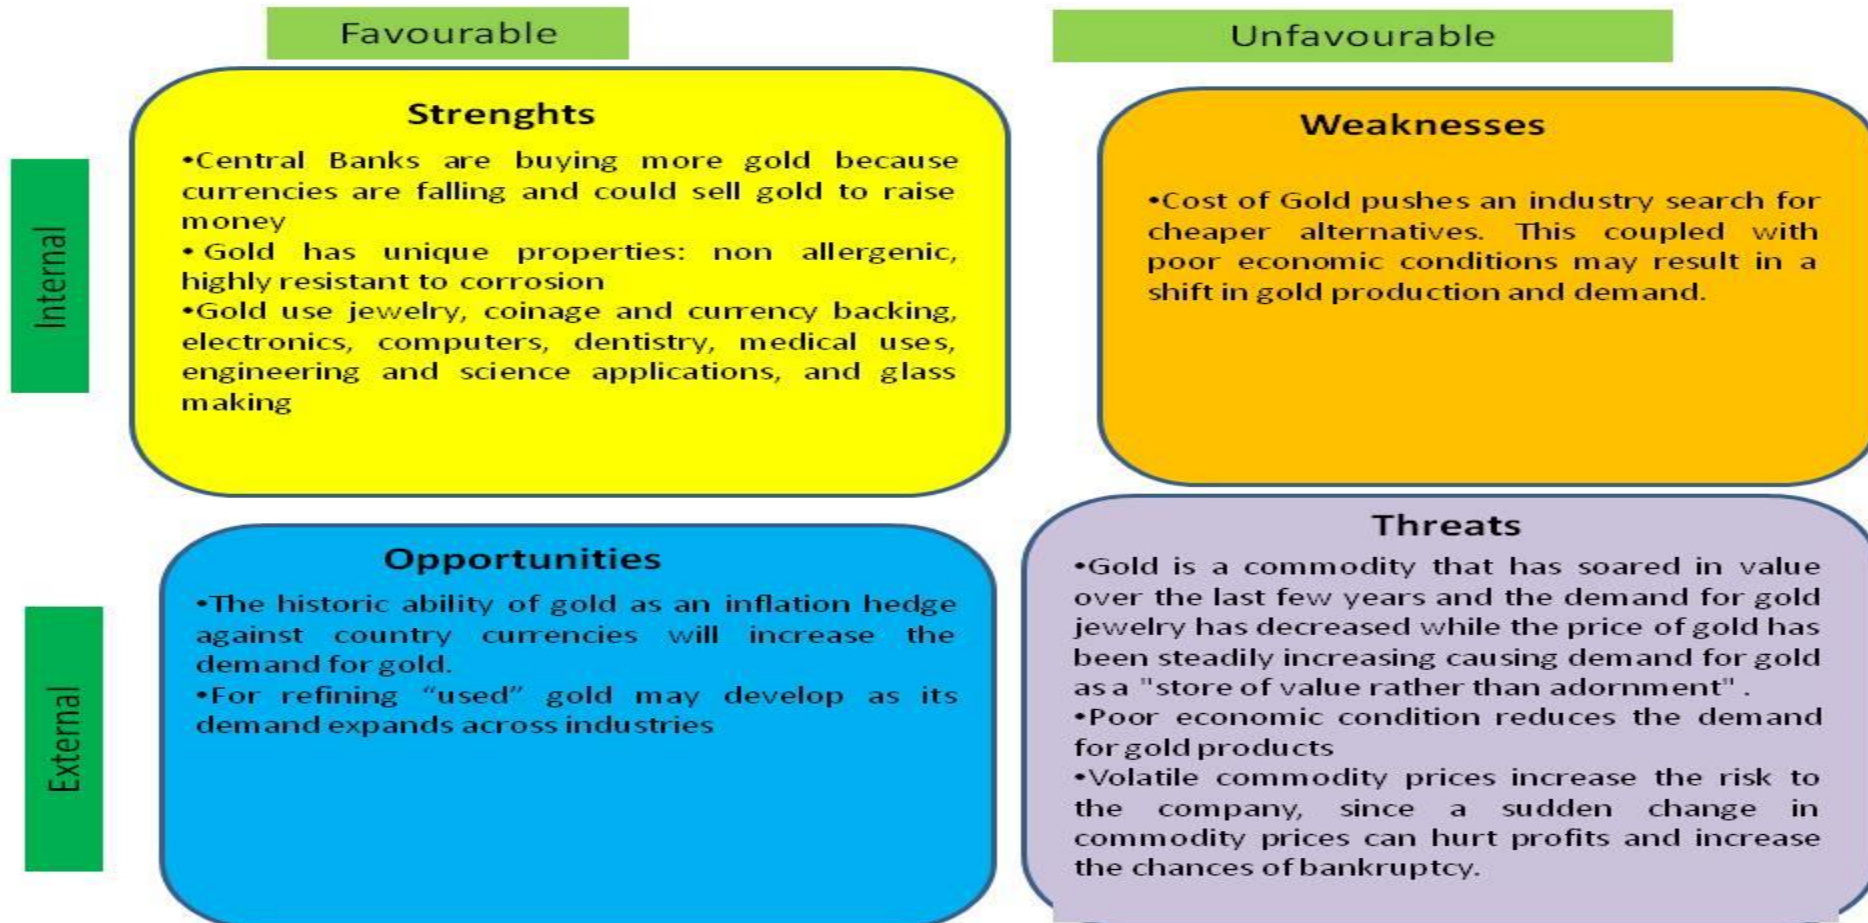 Favourable
Unfavourable
Internal
Strenghts
•Central Banks are buying more gold because
currencies are falling and could sell gold to raise
money
• Gold has unique properties: non allergenic,
highly resistant to corrosion
•Gold use jewelry, coinage and currency backing,
electronics, computers, dentistry, medical uses,
engineering and science applications, and glass
making
Weaknesses
•Cost of Gold pushes an industry search for
cheaper alternatives. This coupled with
poor economic conditions may result in a
shift in gold production and demand.
External
Opportunities
•The historic ability of gold as an inflation hedge
against country currencies will increase the
demand for gold.
•For refining “used” gold may develop as its
demand expands across industries
Threats
•Gold is a commodity that has soared in value
over the last few years and the demand for gold
jewelry has decreased while the price of gold has
been steadily increasing causing demand for gold
as a "store of value rather than adornment" .
•Poor economic condition reduces the demand
for gold products
•Volatile commodity prices increase the risk to
the company, since a sudden change in
commodity prices can hurt profits and increase
the chances of bankruptcy.